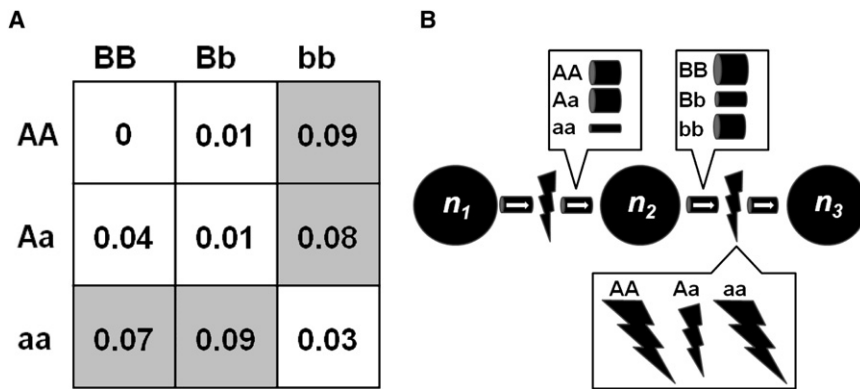 A
BB Bb bb
AA 0 0.01 0.09
Aa 0.04 0.01 0.08
aa 0.07 0.09 0.03
B
AA
Aa
aa
BB
Bb
bb
n1 n2 n3
AA Aa aa